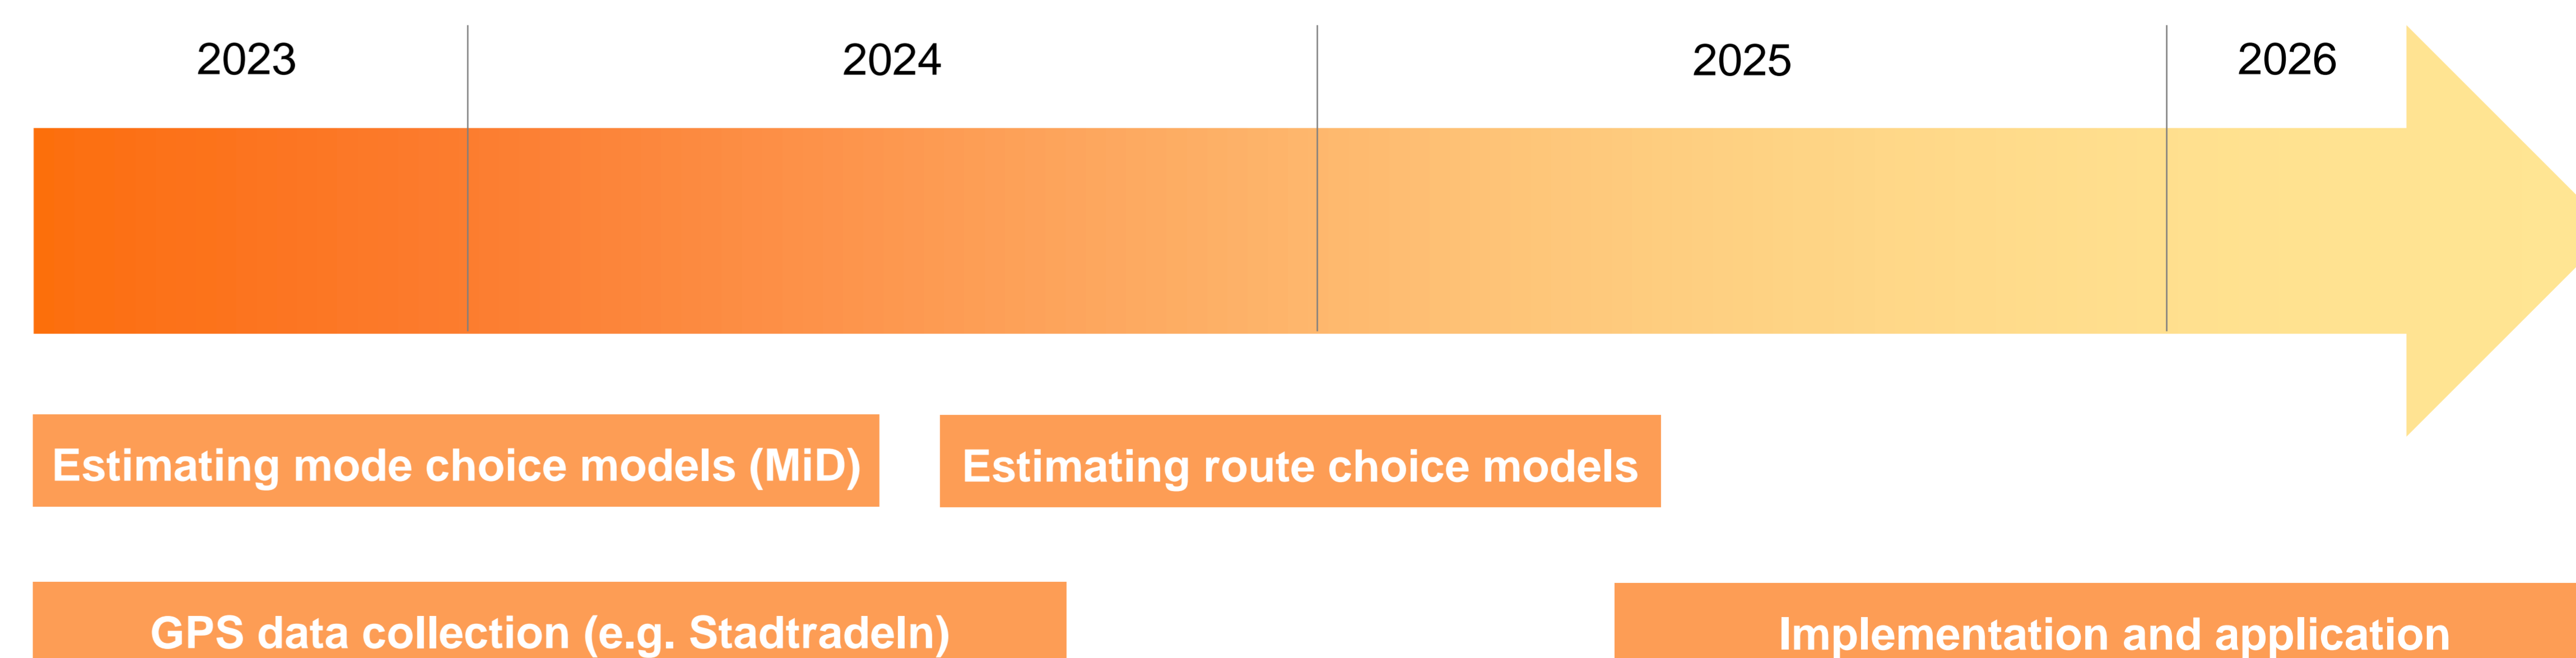 2023 2024 2025 2026
Estimating mode choice models (MiD) Estimating route choice models
GPS data collection (e.g. Stadtradeln) Implementation and application